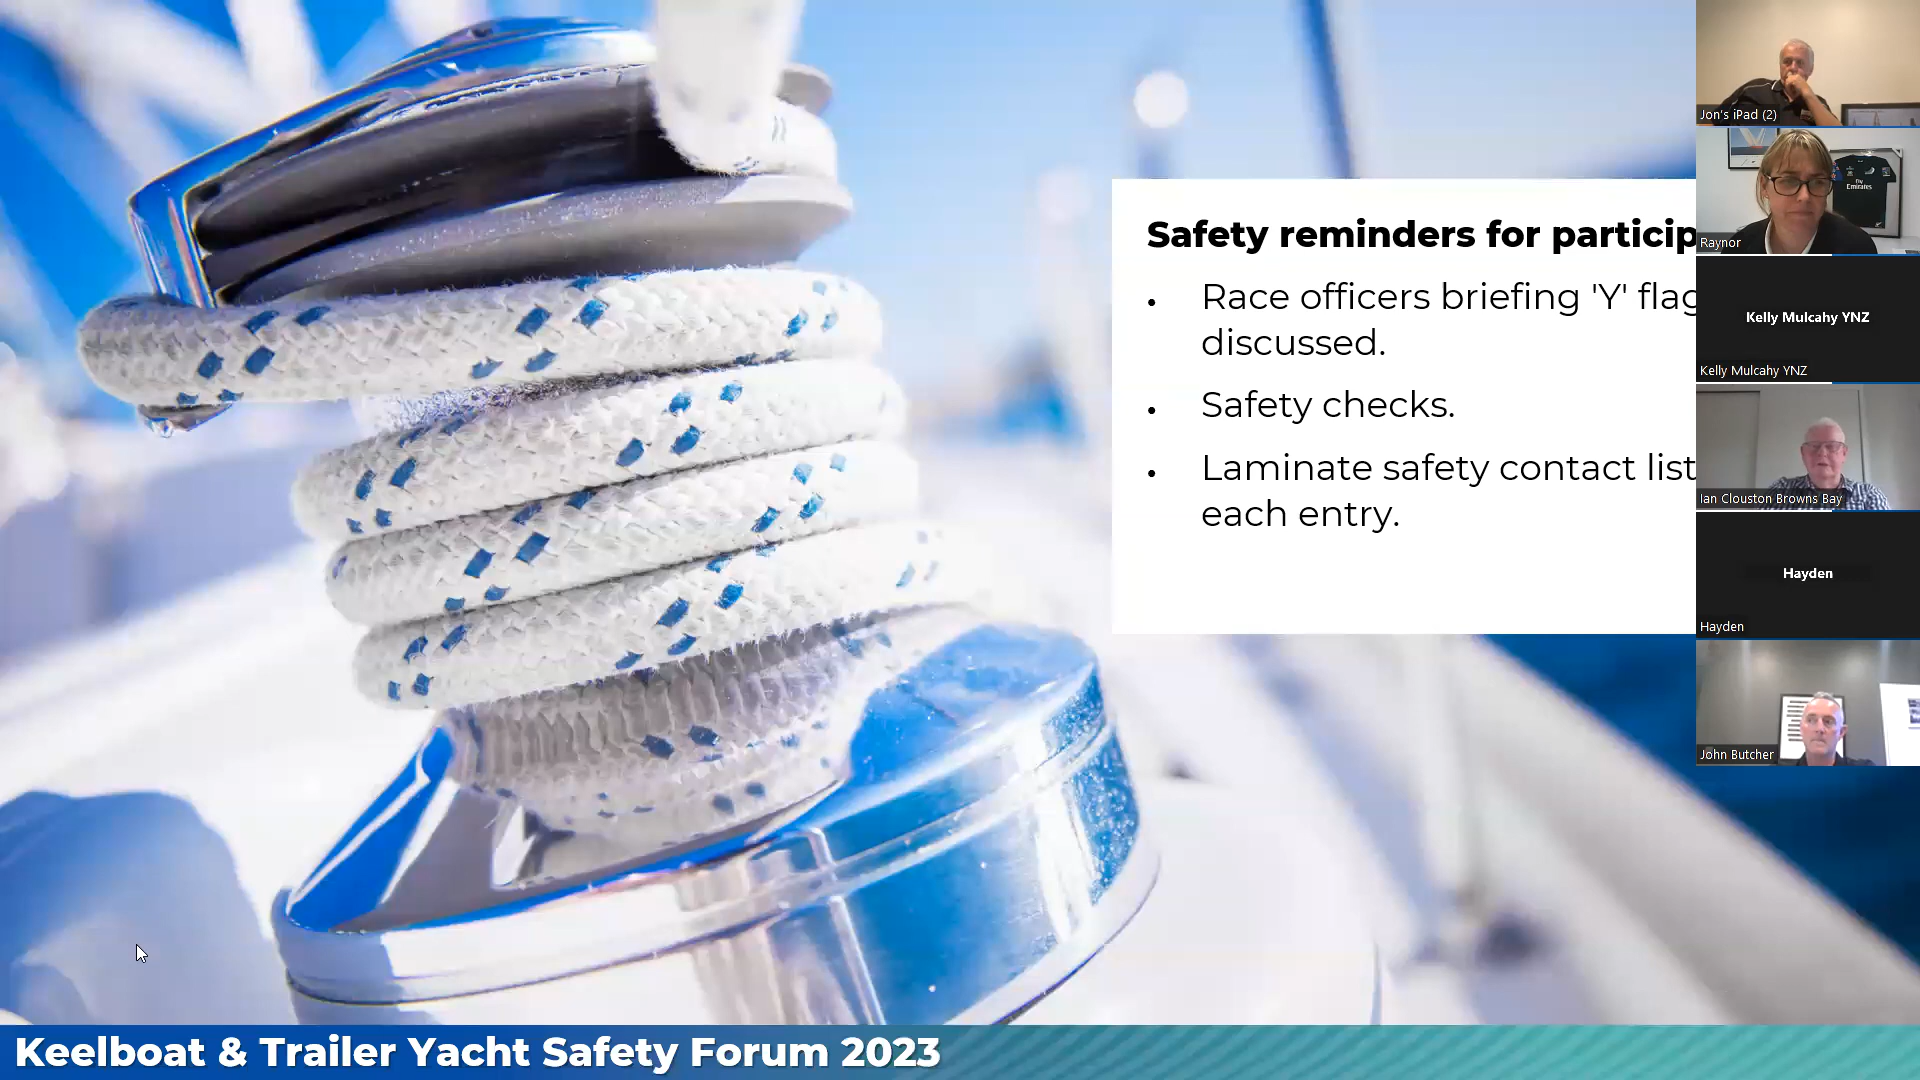 Safety reminders for particip
• Race officers briefing 'Y' flag
discussed.
• Safety checks.
• Laminate safety contact list
each entry.
Jon's iPad (2)
Fly
Emirates
Raynor
Kelly Mulcahy YNZ
Kelly Mulcahy YNZ
Ian Clouston Browns Bay
Hayden
Hayden
John Butcher
Keelboat & Trailer Yacht Safety Forum 2023